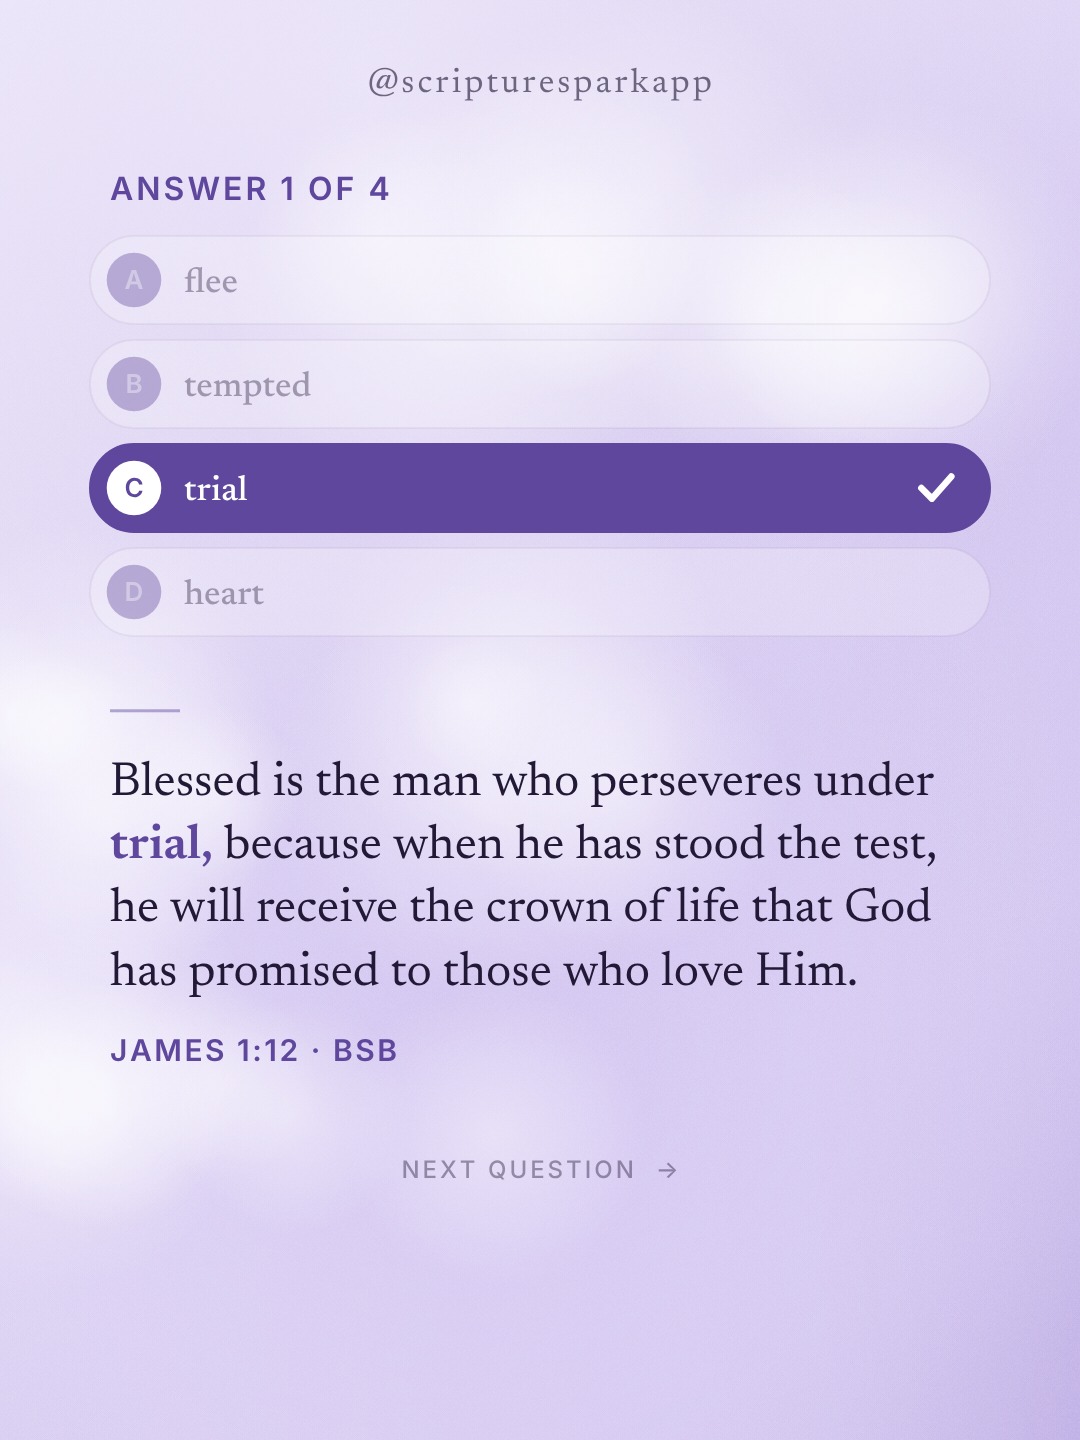 @scripturesparkapp
ANSWER 1 OF 4
A flee
B tempted
C trial
D heart
Blessed is the man who perseveres under
trial, because when he has stood the test,
he will receive the crown of life that God
has promised to those who love Him.
JAMES 1:12 · BSB
NEXT QUESTION →